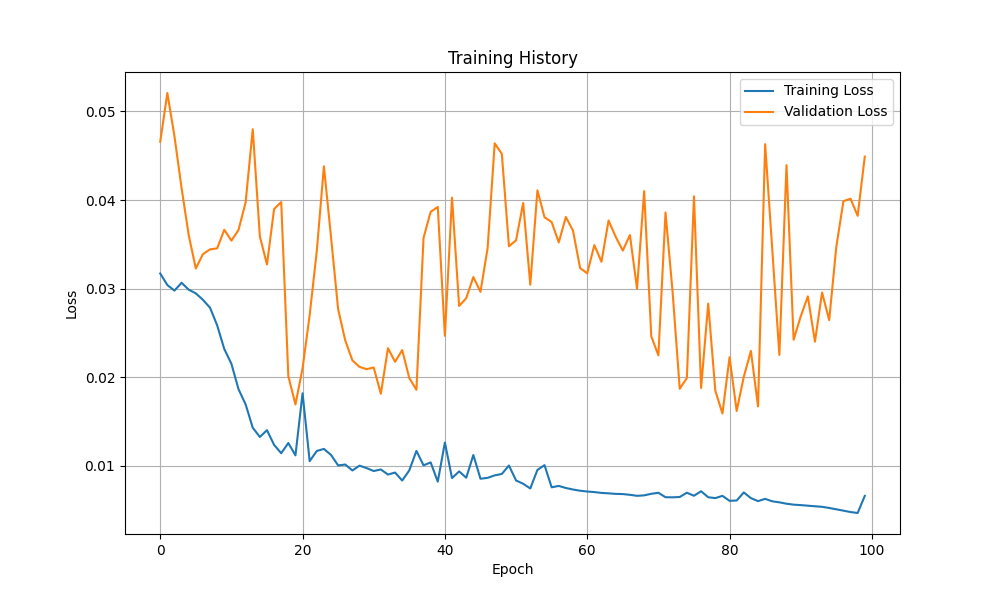 Training History
Training Loss
Validation Loss
0.05
0.04
0.03
0.02
0.01
Loss
0 20 40 60 80 100
Epoch